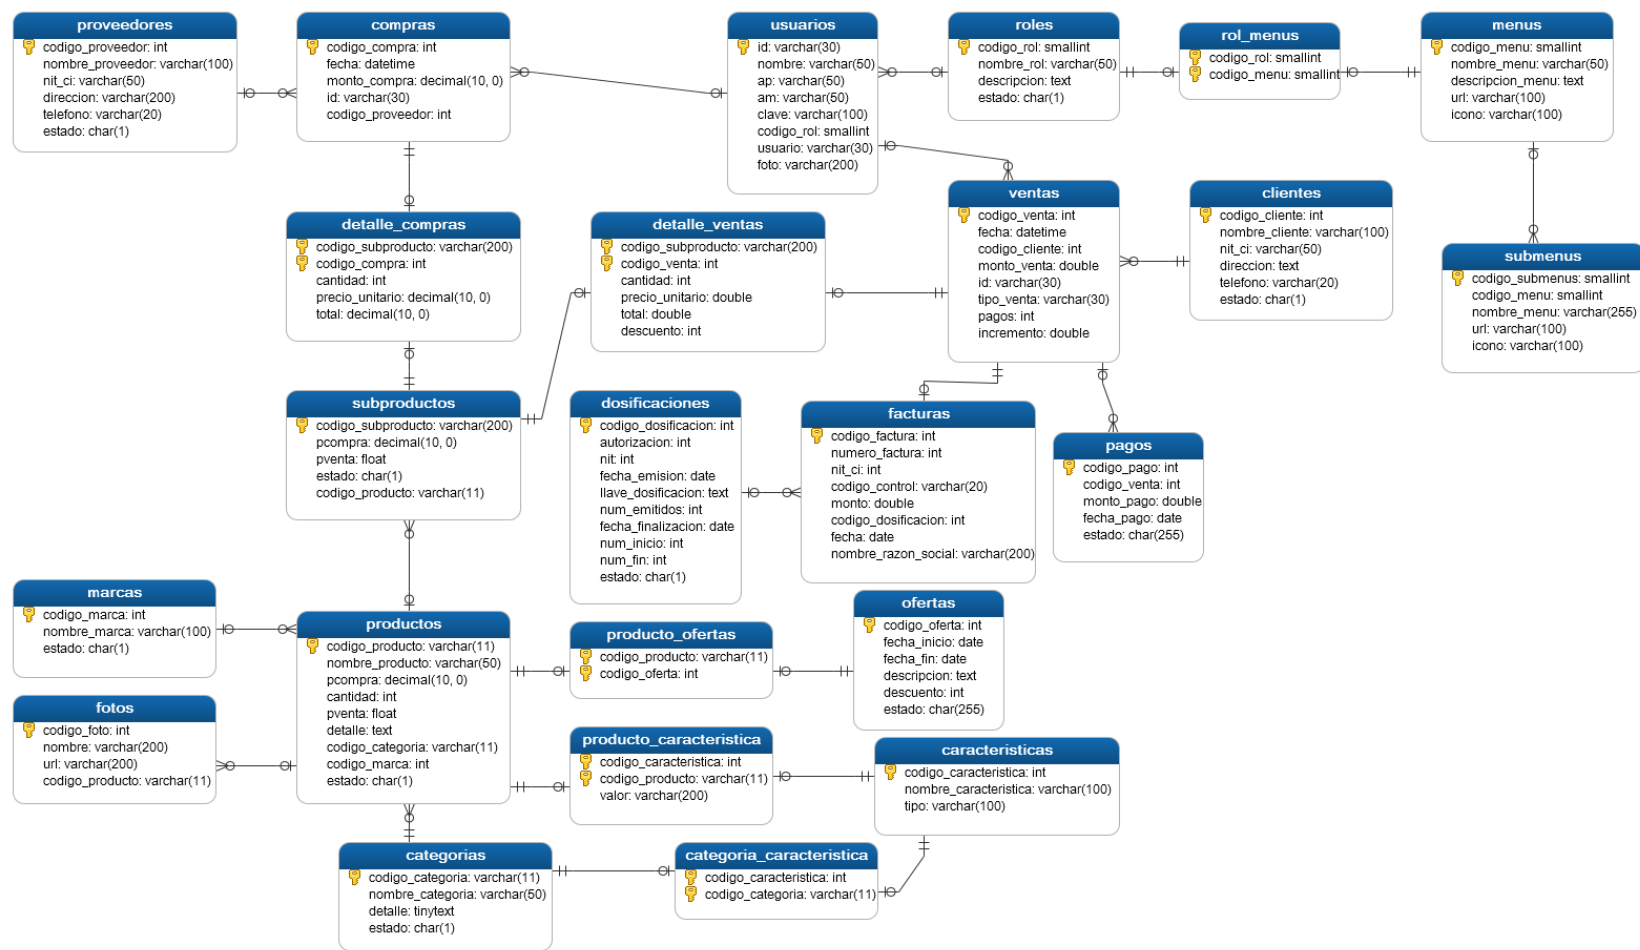 proveedores
codigo_proveedor: int
nombre_proveedor: varchar(100)
nit_ci: varchar(50)
direccion: varchar(200)
telefono: varchar(20)
estado: char(1)
compras
codigo_compra: int
fecha: datetime
monto_compra: decimal(10, 0)
id: varchar(30)
codigo_proveedor: int
usuarios
id: varchar(30)
nombre: varchar(50)
ap: varchar(50)
am: varchar(50)
clave: varchar(100)
codigo_rol: smallint
usuario: varchar(30)
foto: varchar(200)
roles
codigo_rol: smallint
nombre_rol: varchar(50)
descripcion: text
estado: char(1)
rol_menus
codigo_rol: smallint
codigo_menu: smallint
menus
codigo_menu: smallint
nombre_menu: varchar(50)
descripcion_menu: text
url: varchar(100)
icono: varchar(100)
detalle_compras
codigo_subproducto: varchar(200)
codigo_compra: int
cantidad: int
precio_unitario: decimal(10, 0)
total: decimal(10, 0)
detalle_ventas
codigo_subproducto: varchar(200)
codigo_venta: int
cantidad: int
precio_unitario: double
total: double
descuento: int
ventas
codigo_venta: int
fecha: datetime
codigo_cliente: int
monto_venta: double
id: varchar(30)
tipo_venta: varchar(30)
pagos: int
incremento: double
clientes
codigo_cliente: int
nombre_cliente: varchar(100)
nit_ci: varchar(50)
direccion: text
telefono: varchar(20)
estado: char(1)
submenus
codigo_submenus: smallint
codigo_menu: smallint
nombre_menu: varchar(255)
url: varchar(100)
icono: varchar(100)
subproductos
codigo_subproducto: varchar(200)
pcompra: decimal(10, 0)
pventa: float
estado: char(1)
codigo_producto: varchar(11)
dosificaciones
codigo_dosificacion: int
autorizacion: int
nit: int
fecha_emision: date
llave_dosificacion: text
num_emitidos: int
fecha_finalizacion: date
num_inicio: int
num_fin: int
estado: char(1)
facturas
codigo_factura: int
numero_factura: int
nit_ci: int
codigo_control: varchar(20)
monto: double
codigo_dosificacion: int
fecha: date
nombre_razon_social: varchar(200)
pagos
codigo_pago: int
codigo_venta: int
monto_pago: double
fecha_pago: date
estado: char(255)
marcas
codigo_marca: int
nombre_marca: varchar(100)
estado: char(1)
productos
codigo_producto: varchar(11)
nombre_producto: varchar(50)
pcompra: decimal(10, 0)
cantidad: int
pventa: float
detalle: text
codigo_categoria: varchar(11)
codigo_marca: int
estado: char(1)
producto_ofertas
codigo_producto: varchar(11)
codigo_oferta: int
ofertas
codigo_oferta: int
fecha_inicio: date
fecha_fin: date
descripcion: text
descuento: int
estado: char(255)
fotos
codigo_foto: int
nombre: varchar(200)
url: varchar(200)
codigo_producto: varchar(11)
producto_caracteristica
codigo_caracteristica: int
codigo_producto: varchar(11)
valor: varchar(200)
caracteristicas
codigo_caracteristica: int
nombre_caracteristica: varchar(100)
tipo: varchar(100)
categorias
codigo_categoria: varchar(11)
nombre_categoria: varchar(50)
detalle: tinytext
estado: char(1)
categoria_caracteristica
codigo_caracteristica: int
codigo_categoria: varchar(11)